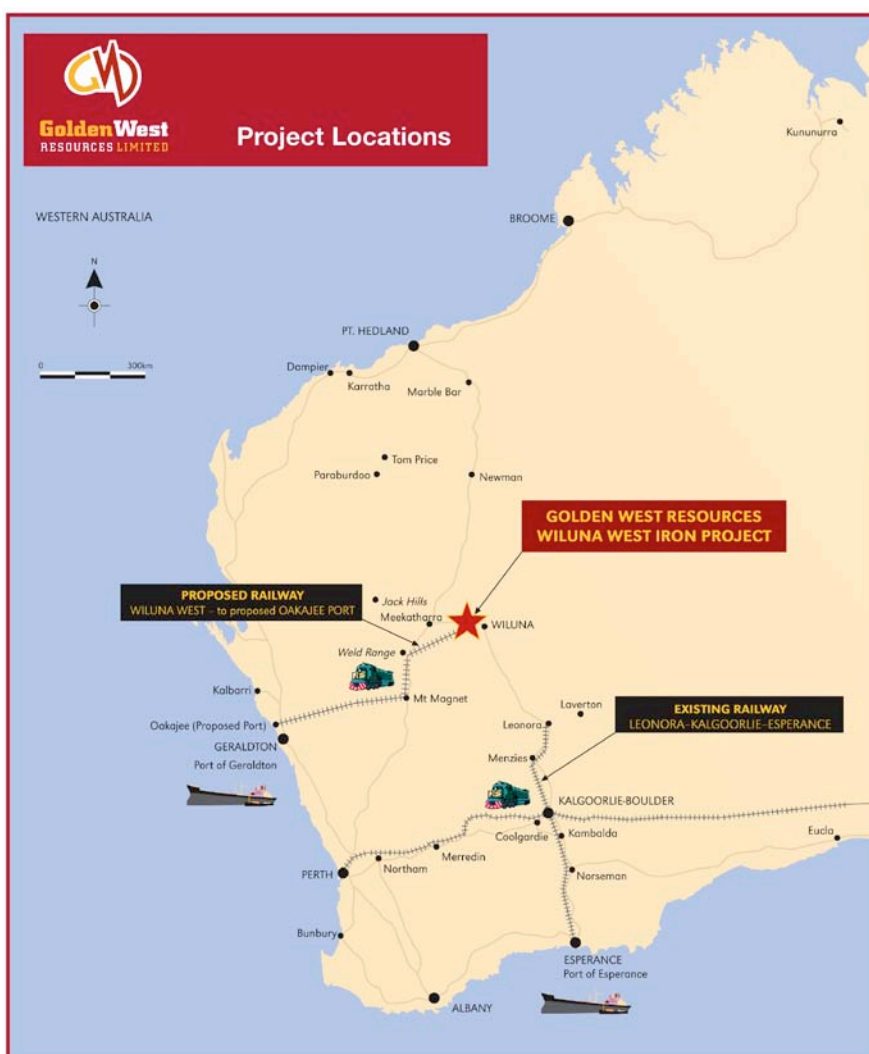 GoldenWest
RESOURCES LIMITED
Project Locations
Kununurra
WESTERN AUSTRALIA
BROOME
N
PT. HEDLAND
0 300km
Dampier
Karratha
Marble Bar
Tom Price
Paraburdoo
Newman
GOLDEN WEST RESOURCES
WILUNA WEST IRON PROJECT
PROPOSED RAILWAY
WILUNA WEST - to proposed OAKAJEE PORT
Jack Hills
Meekatharra
WILUNA
Weld Range
Kalbarri
Mt Magnet
Oakajee (Proposed Port)
GERALDTON
Port of Geraldton
Laverton
Leonora
EXISTING RAILWAY
LEONORA-KALGOORLIE-ESPERANCE
Menzies
KALGOORLIE-BOULDER
Coolgardie
Kambalda
Eucla
Merredin
Northam
PERTH
Norseman
Bunbury
ESPERANCE
Port of Esperance
ALBANY